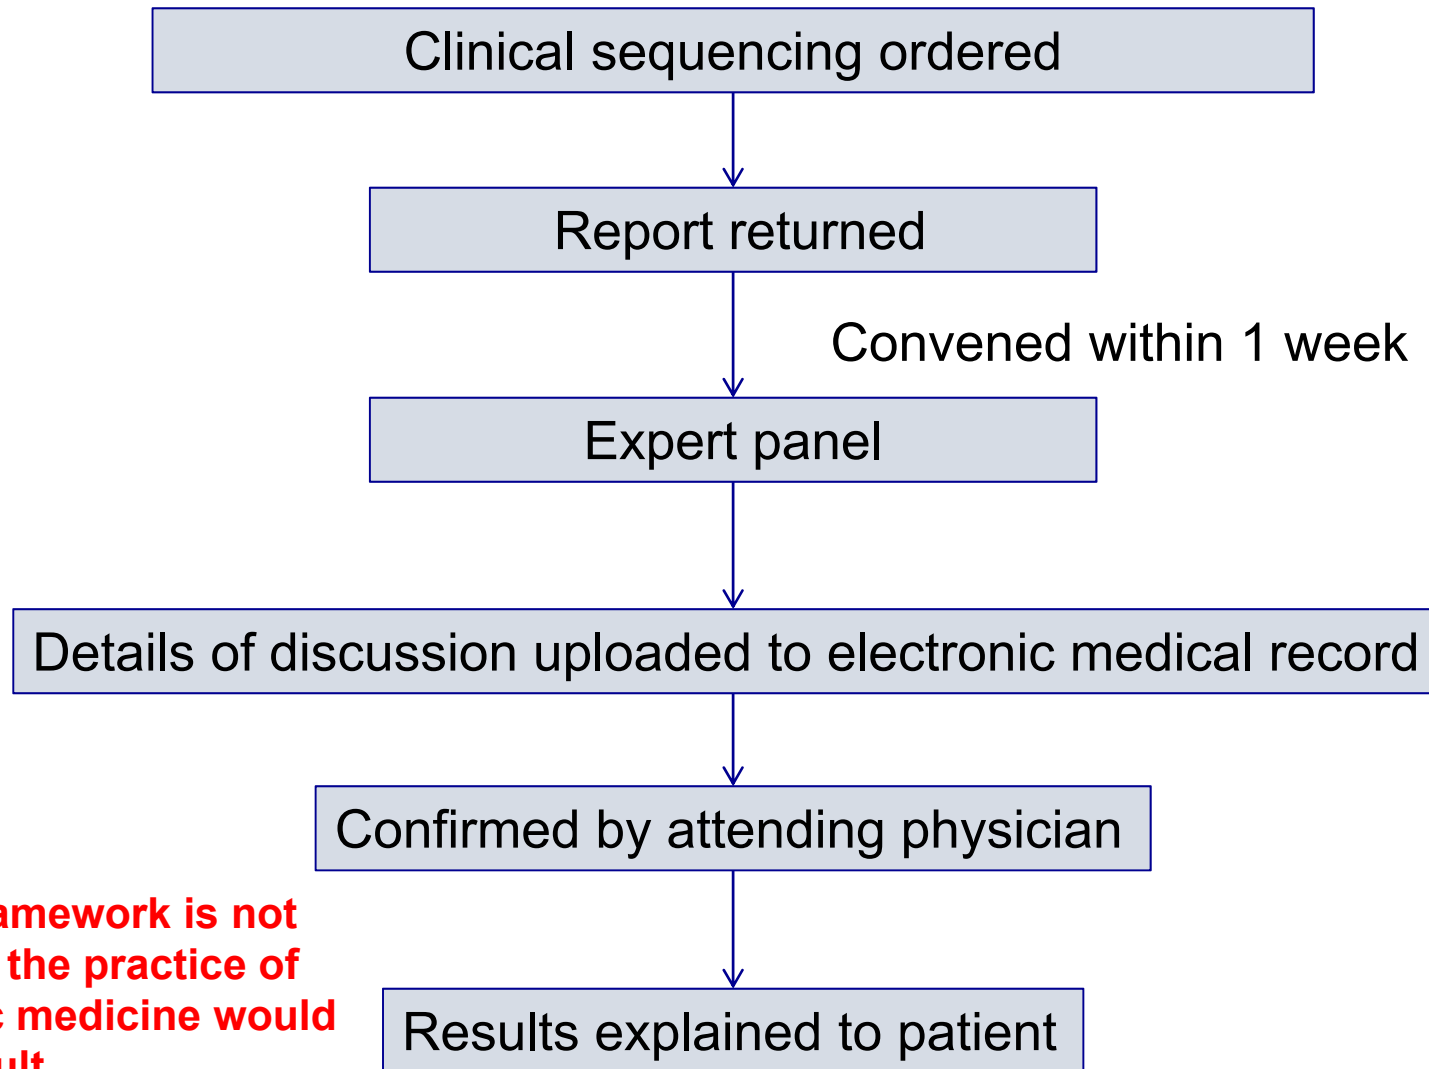 Clinical sequencing ordered
Report returned
Convened within 1 week
Expert panel
Details of discussion uploaded to electronic medical record
Confirmed by attending physician
is not
the practice of
medicine would
Results explained to patient